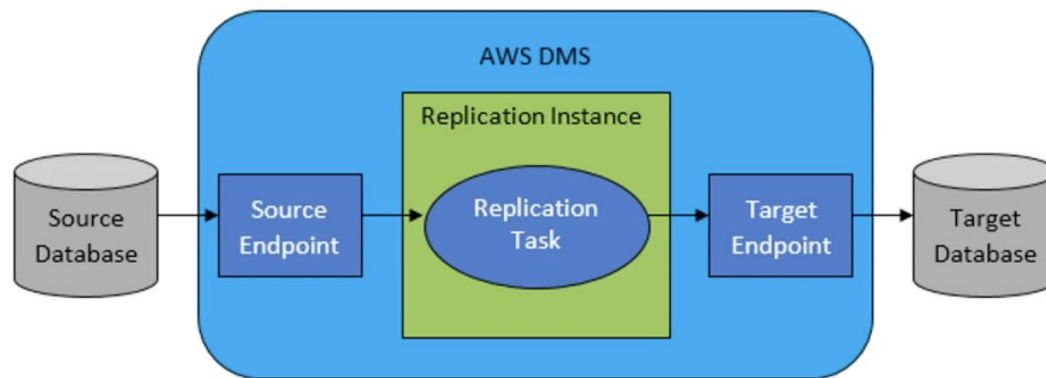 AWS DMS
Replication Instance
Source
Database
Source
Endpoint
Replication
Task
Target
Endpoint
Target
Database